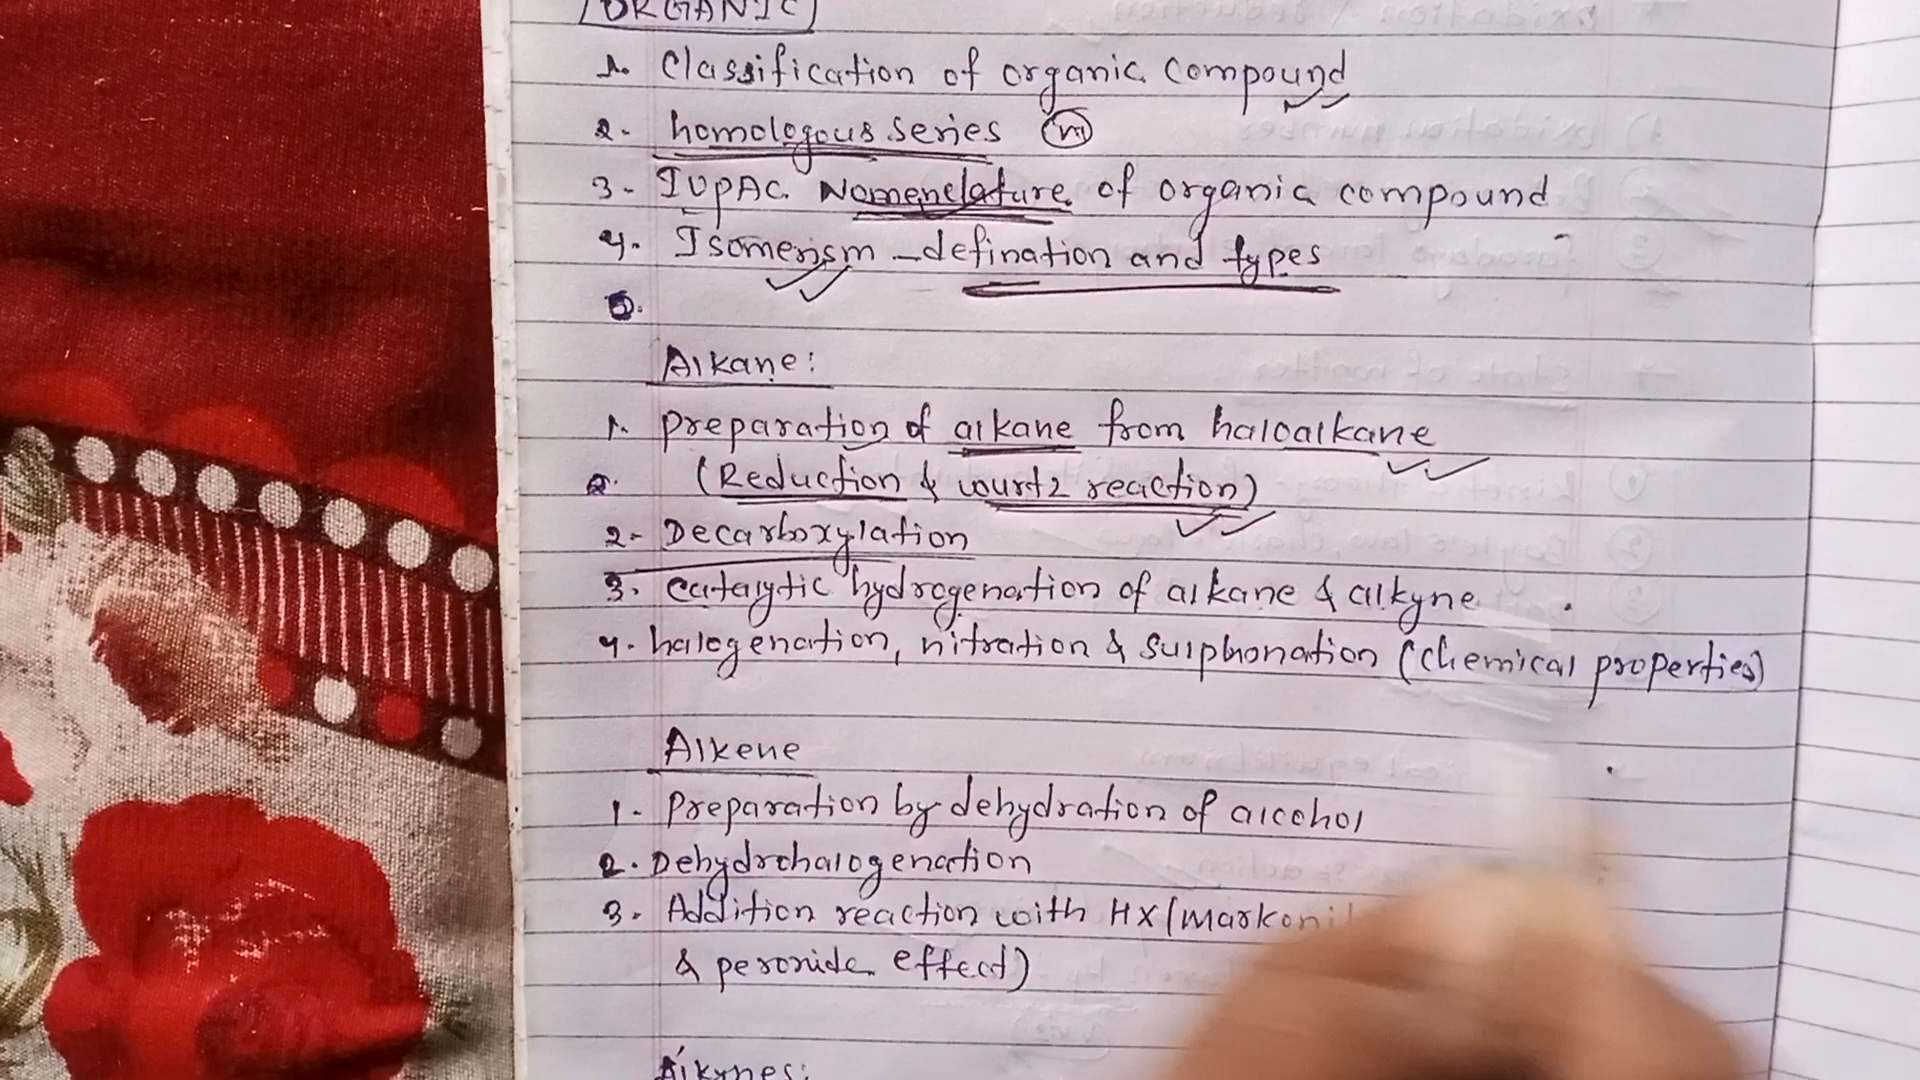 ORGANIC
1. Classification of organic compound
2. homologous series
3- IUPAC Nomenclature of organic compound
4. Isomerism - defination and types
5.
Alkane:
1. preparation of alkane from haloalkane
2. (Reduction & wurtz reaction)
2- Decarboxylation
3. catalytic hydrogenation of alkane & alkyne
4. halogenation, nitration & sulphonation (chemical properties)
Alkene
1. Preparation by dehydration of alcohol
2. Dehydrohalogenation
3. Addition reaction with HX (Markoni
& peroxide effect)
Alkynes: